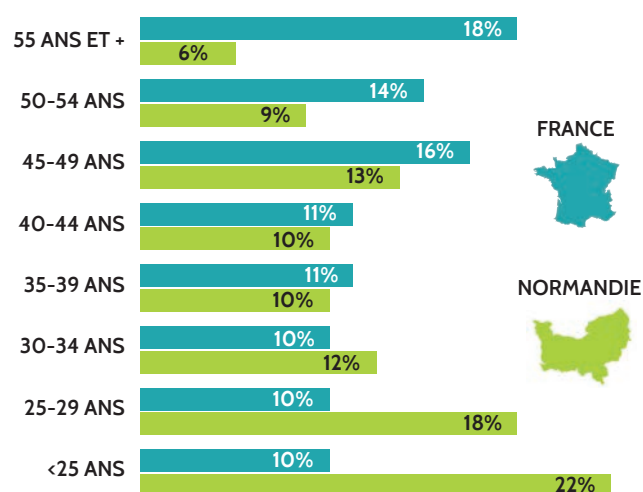 55 ANS ET +
18%
6%
50-54 ANS
14%
9%
FRANCE
45-49 ANS
16%
13%
40-44 ANS
11%
10%
35-39 ANS
11%
10%
NORMANDIE
30-34 ANS
10%
12%
25-29 ANS
10%
18%
<25 ANS
10%
22%